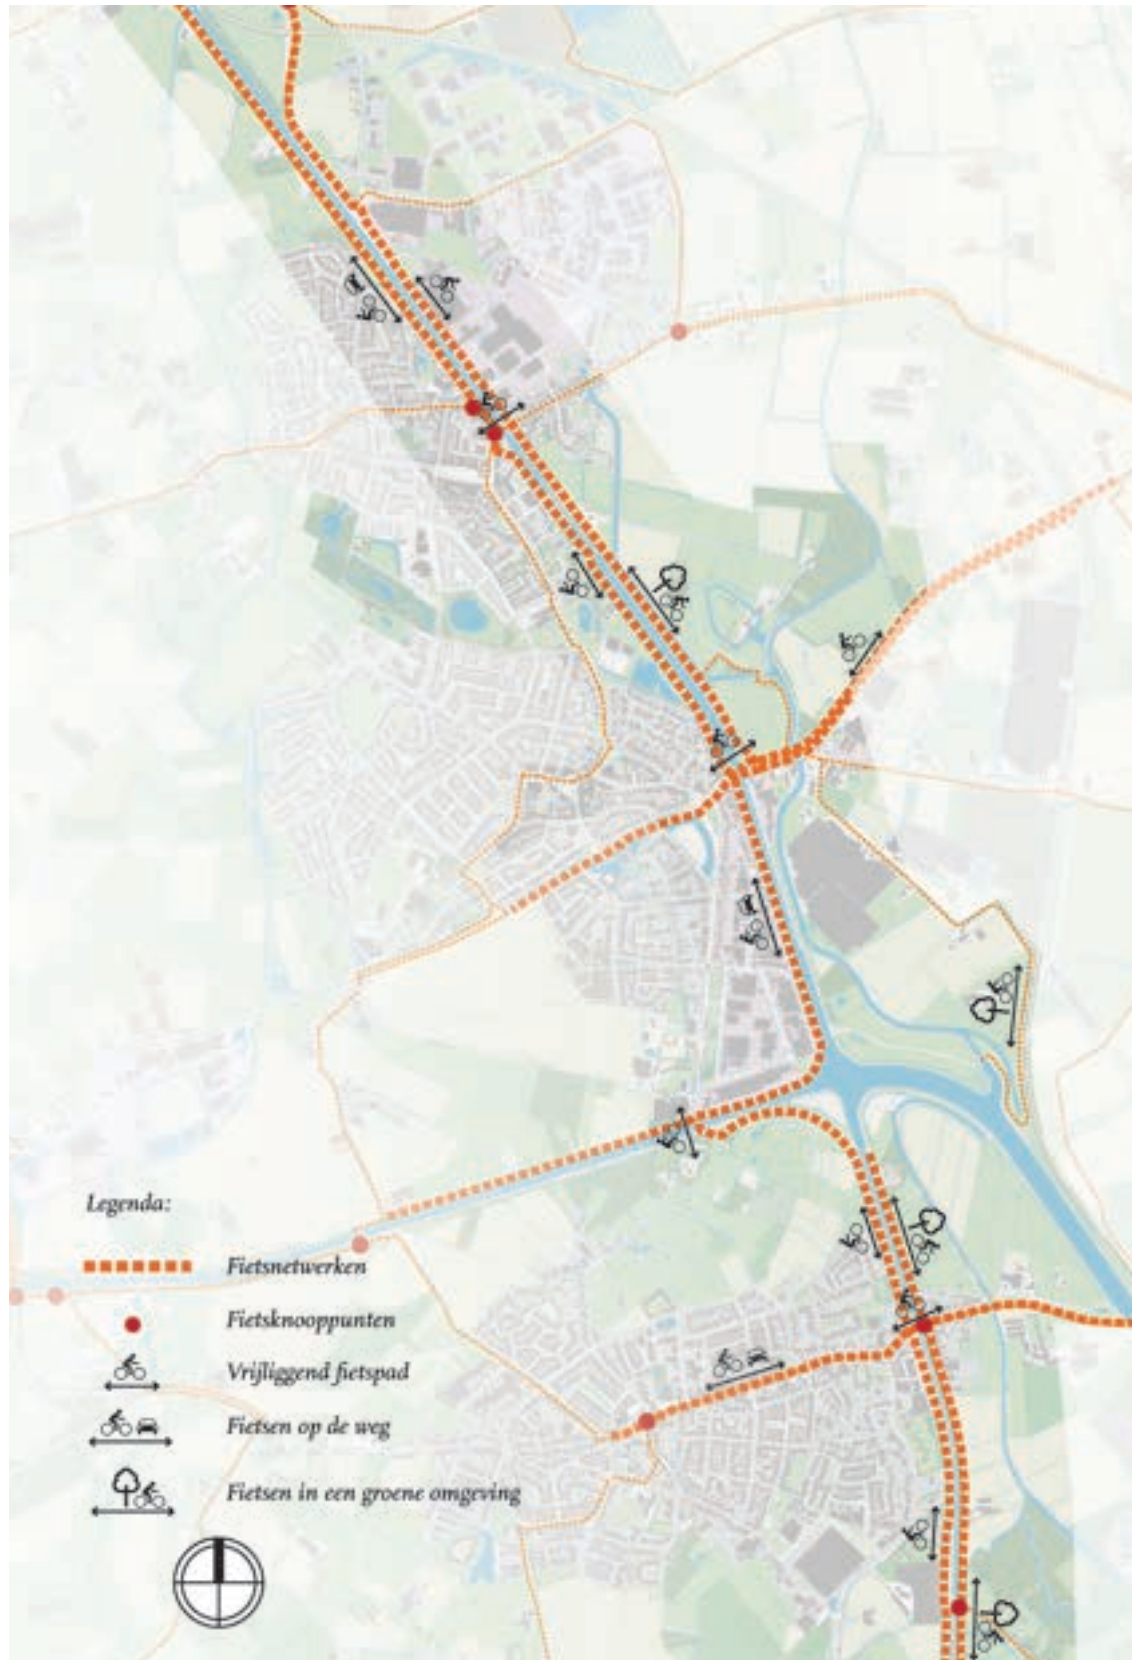 Legenda:
Fietsnetwerken
Fietsknooppunten
Vrijliggend fietspad
Fietsen op de weg
Fietsen in een groene omgeving